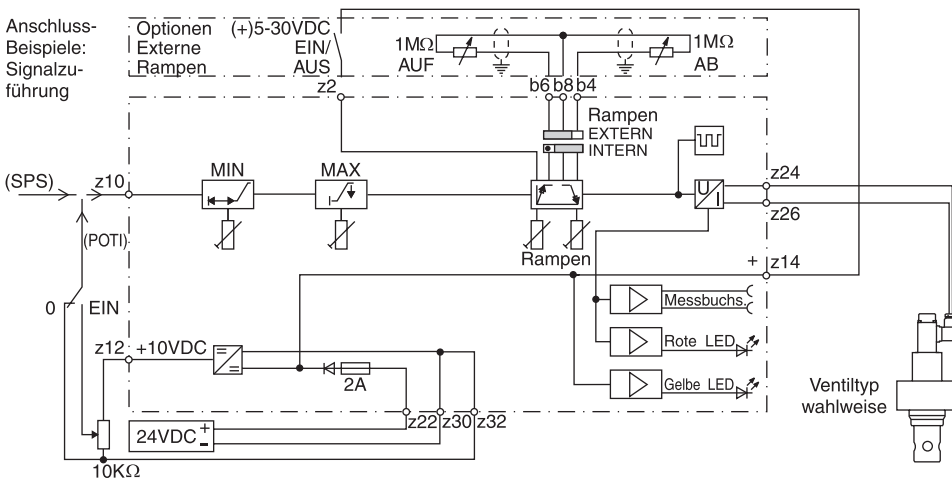 Anschluss-
Beispiele:
Signalzu-
führung
Optionen
Externe
Rampen
(+)5-30VDC
EIN/
AUS
1MΩ
AUF
1MΩ
AB
z2
b6 b8 b4
Rampen
EXTERN
INTERN
(SPS)
z10
MIN
MAX
U
I
z24
z26
(POTI)
Rampen
+ z14
0
EIN
Messbuchs.
z12
+10VDC
=
=
2A
Rote LED
Gelbe LED
Ventiltyp
wahlweise
z22
z30
z32
24VDC
+
-
10KΩ